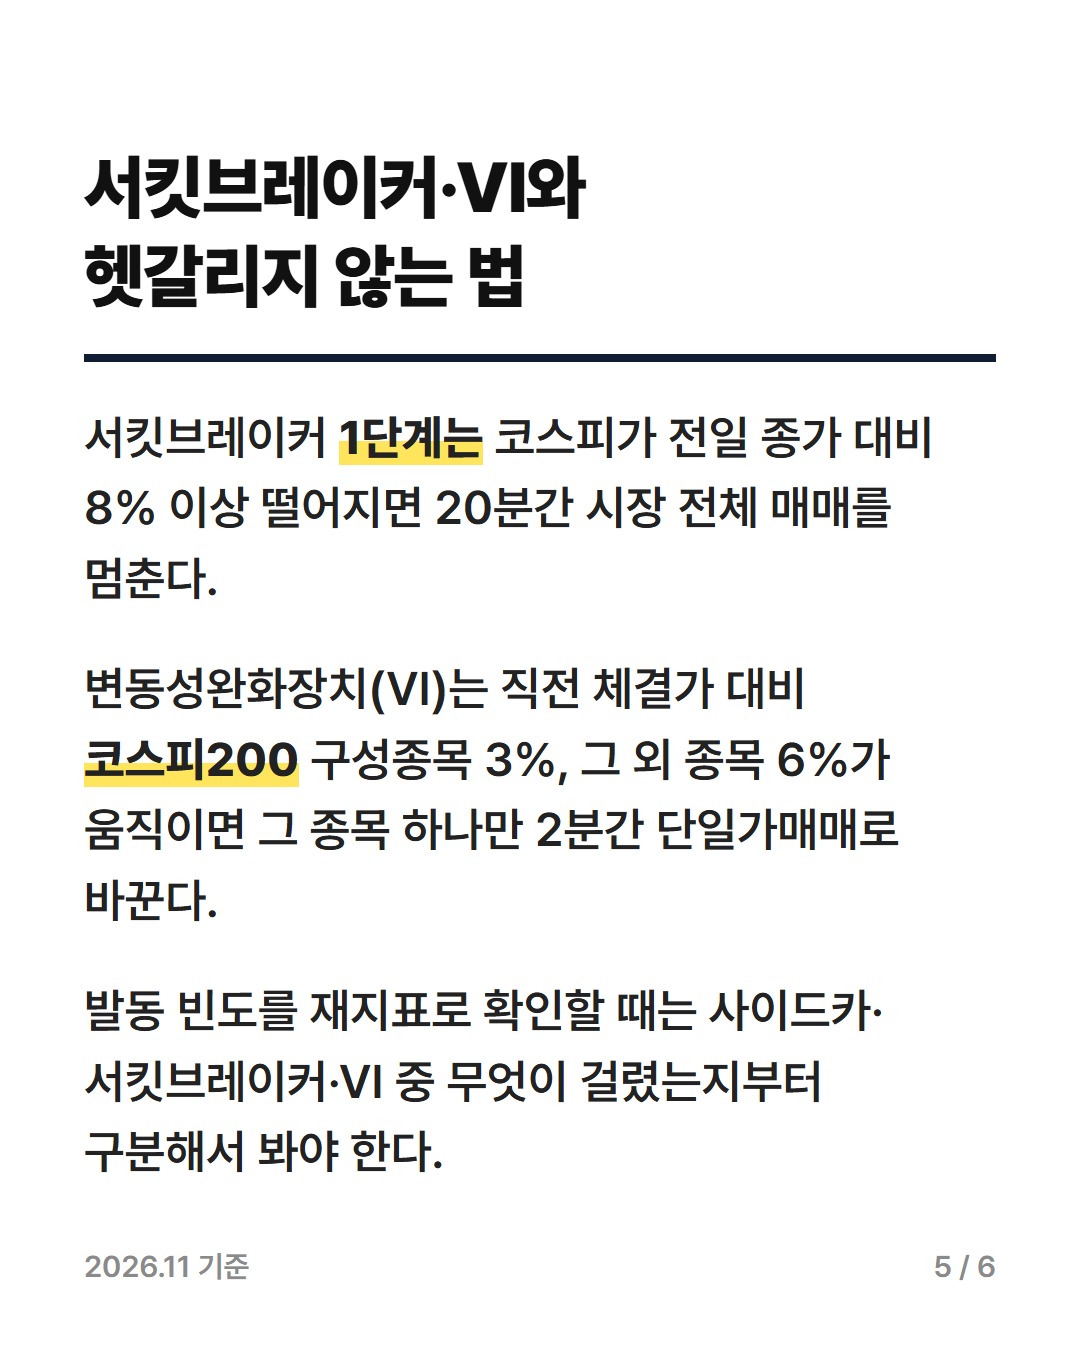 서킷브레이커·VI와
헷갈리지 않는 법
서킷브레이커 1단계는 코스피가 전일 종가 대비
8% 이상 떨어지면 20분간 시장 전체 매매를
멈춘다.
변동성완화장치(VI)는 직전 체결가 대비
코스피200 구성종목 3%, 그 외 종목 6%가
움직이면 그 종목 하나만 2분간 단일가매매로
바꾼다.
발동 빈도를 재지표로 확인할 때는 사이드카·
서킷브레이커·VI 중 무엇이 걸렸는지부터
구분해서 봐야 한다.
2026.11 기준
5 / 6